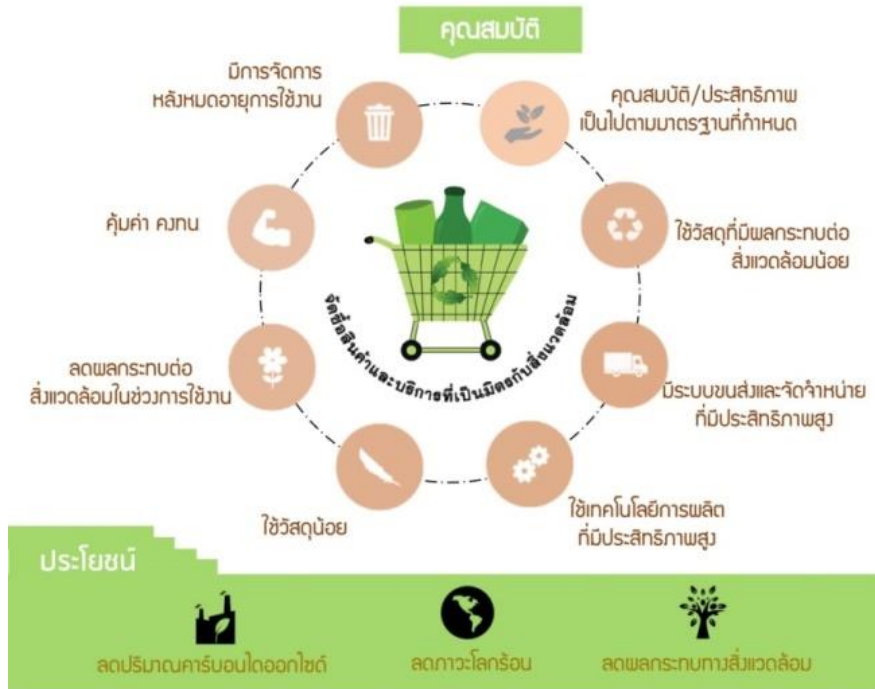 คุณสมบัติ
มีการจัดการ
หลังหมดอายุการใช้งาน
คุณสมบัติ/ประสิทธิภาพ
เป็นไปตามมาตรฐานที่กำหนด
คุ้มค่า คงทน
ใช้วัสดุที่มีผลกระทบต่อ
สิ่งแวดล้อมน้อย
จัดซื้อสินค้าและบริการที่เป็นมิตรกับสิ่งแวดล้อม
ลดผลกระทบต่อ
สิ่งแวดล้อมในช่วงการใช้งาน
มีระบบขนส่งและจัดจำหน่าย
ที่มีประสิทธิภาพสูง
ใช้วัสดุน้อย
ใช้เทคโนโลยีการผลิต
ที่มีประสิทธิภาพสูง
ประโยชน์
ลดปริมาณคาร์บอนไดออกไซด์
ลดภาวะโลกร้อน
ลดผลกระทบทางสิ่งแวดล้อม